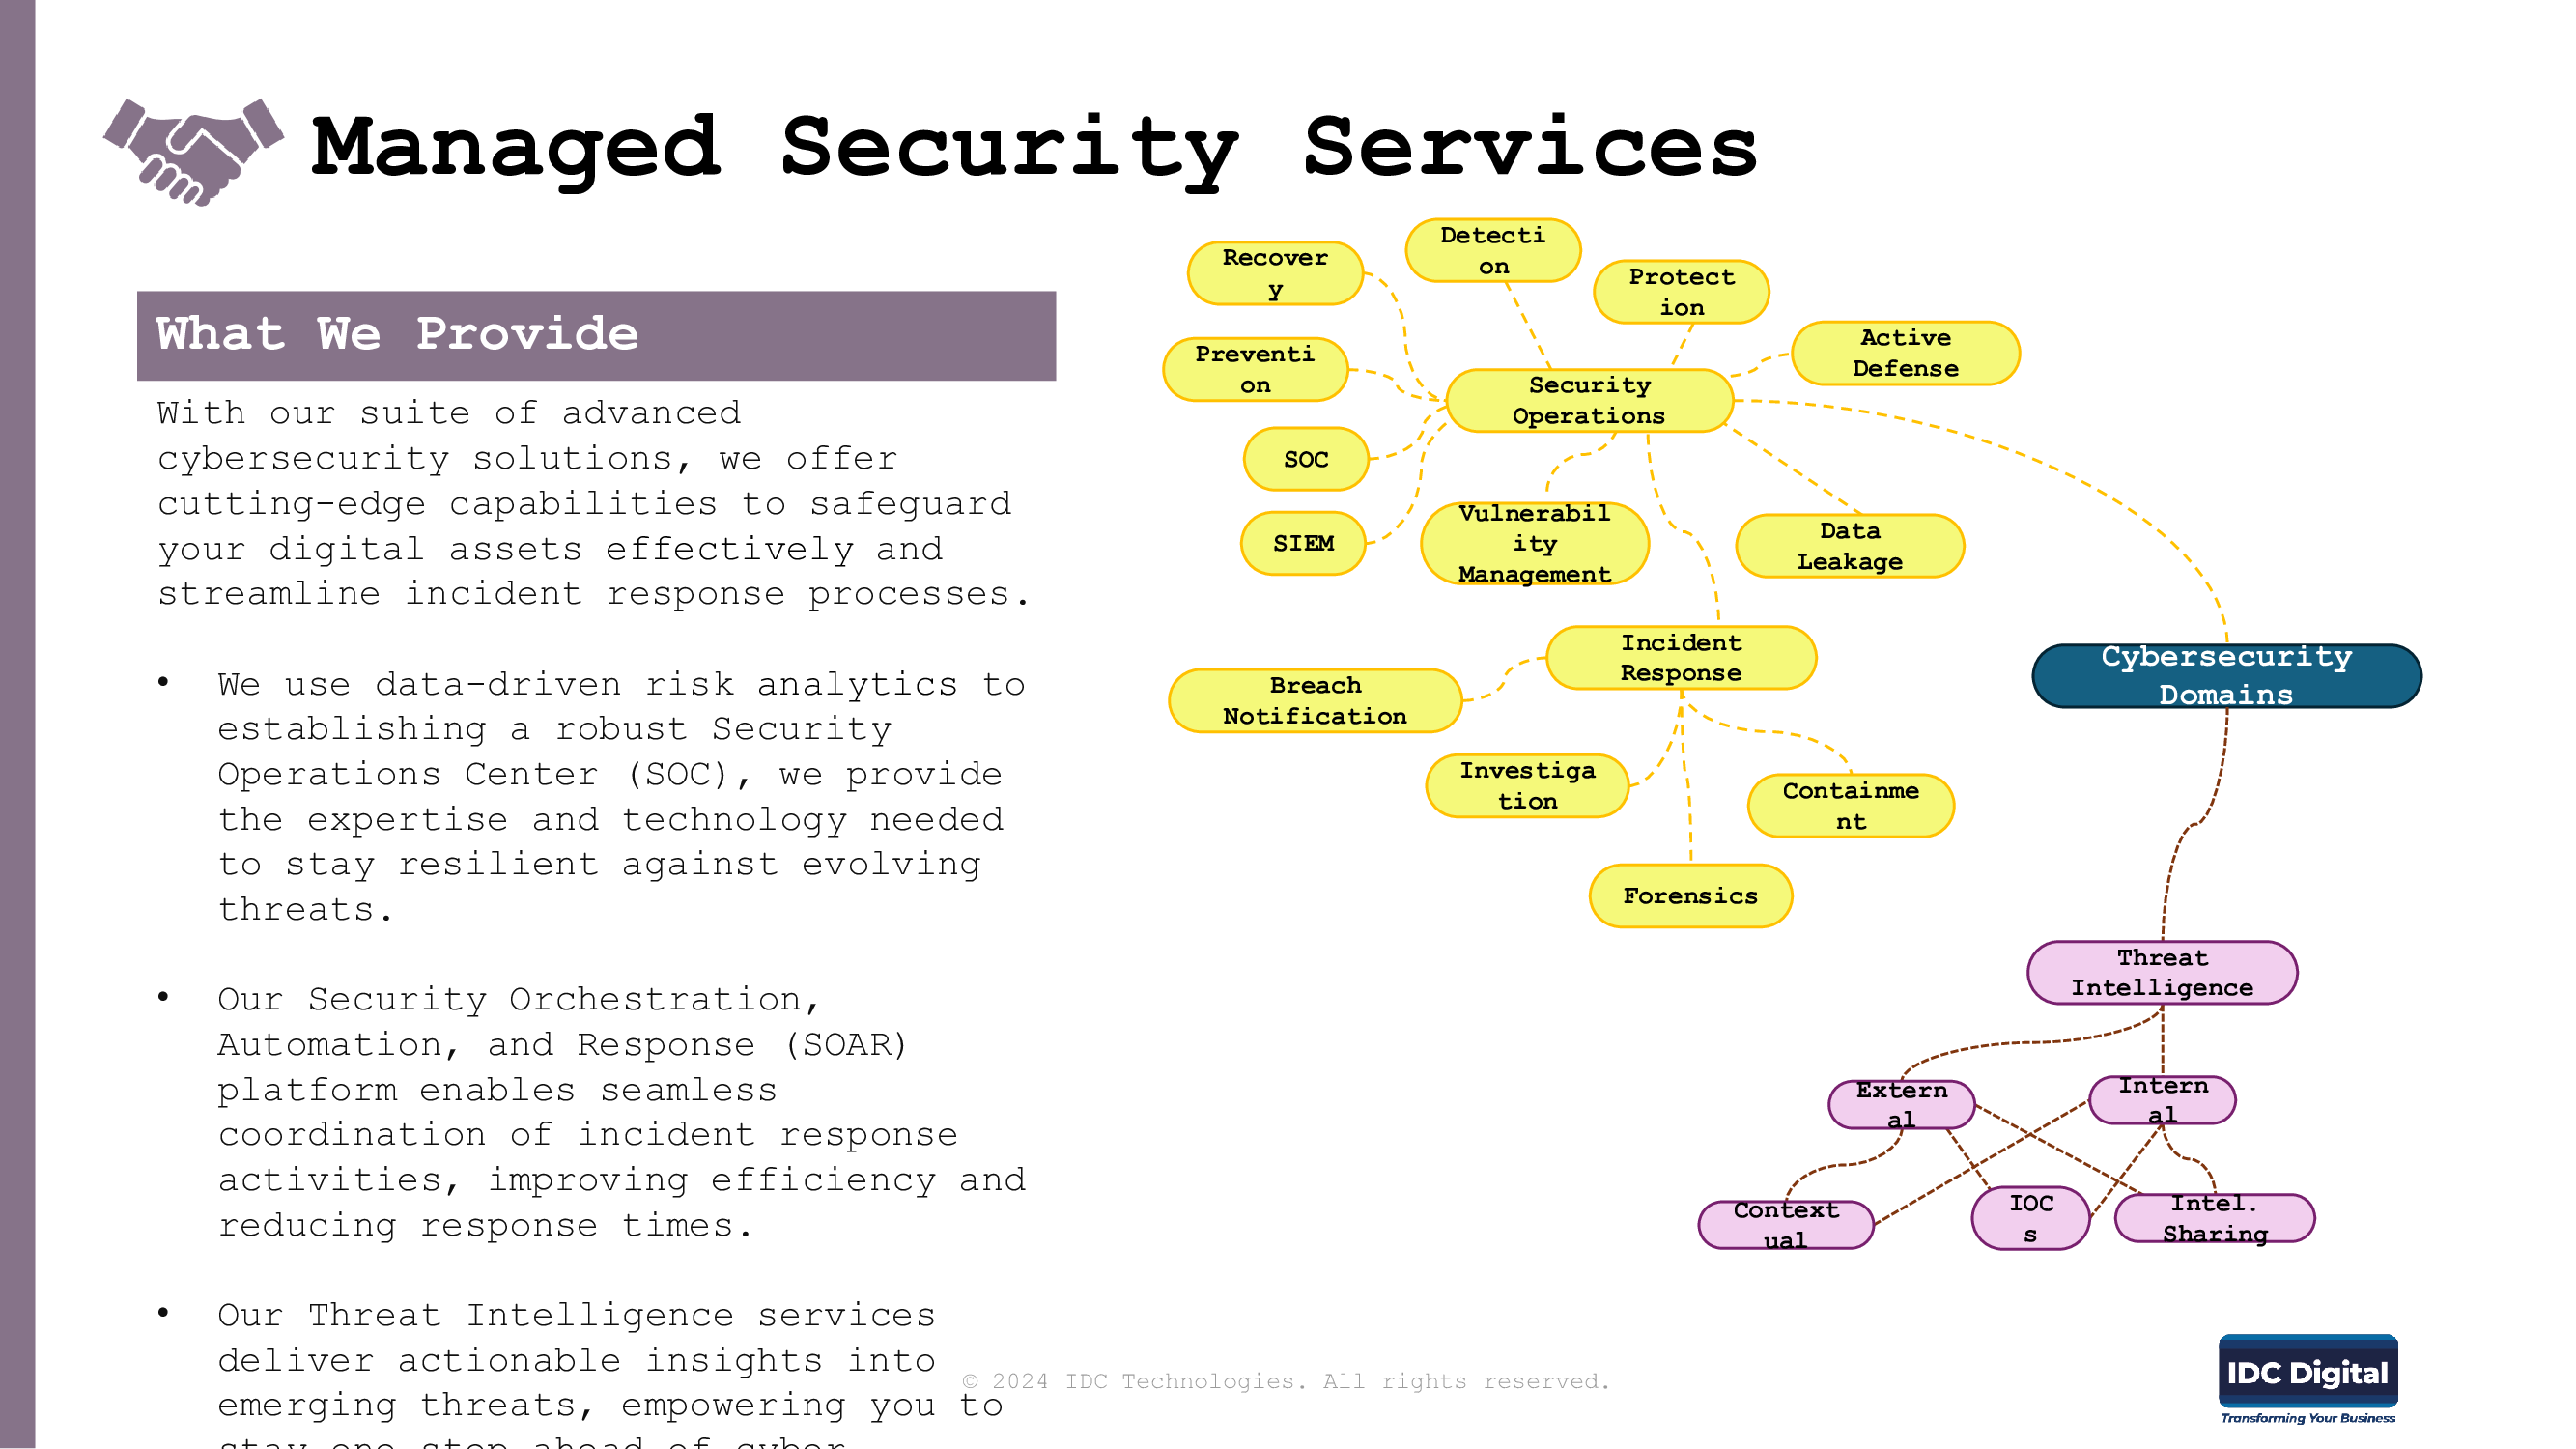 Managed Security Services
What We Provide
With our suite of advanced
cybersecurity solutions, we offer
cutting-edge capabilities to safeguard
your digital assets effectively and
streamline incident response processes.
• We use data-driven risk analytics to
establishing a robust Security
Operations Center (SOC), we provide
the expertise and technology needed
to stay resilient against evolving
threats.
• Our Security Orchestration,
Automation, and Response (SOAR)
platform enables seamless
coordination of incident response
activities, improving efficiency and
reducing response times.
• Our Threat Intelligence services
deliver actionable insights into
emerging threats, empowering you to
stay one step ahead of cyber
Recover
y
Detecti
on
Protect
ion
Active
Defense
Preventi
on
Security
Operations
SOC
SIEM
Vulnerabil
ity
Management
Data
Leakage
Incident
Response
Breach
Notification
Investiga
tion
Containme
nt
Forensics
Cybersecurity
Domains
Threat
Intelligence
Extern
al
Intern
al
Context
ual
IOC
s
Intel.
Sharing
© 2024 IDC Technologies. All rights reserved.
IDC Digital
Transforming Your Business